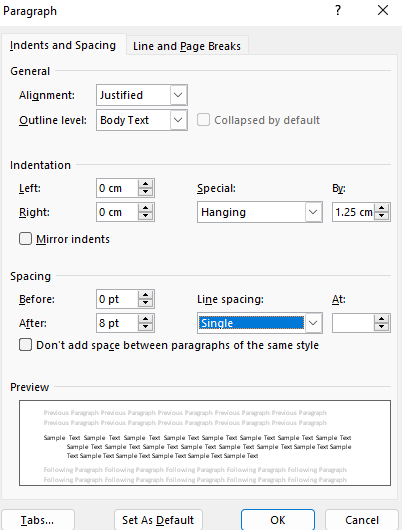 Paragraph ? ×
Indents and Spacing Line and Page Breaks
General
Alignment: Justified
Outline level: Body Text Collapsed by default
Indentation
Left: 0 cm Special: By:
Right: 0 cm Hanging 1.25 cm
Mirror indents
Spacing
Before: 0 pt Line spacing: At:
After: 8 pt Single
Don't add space between paragraphs of the same style
Preview
Previous Paragraph Previous Paragraph Previous Paragraph Previous Paragraph Previous Paragraph
Previous Paragraph Previous Paragraph Previous Paragraph Previous Paragraph Previous Paragraph
Sample Text Sample Text Sample Text Sample Text Sample Text Sample Text Sample Text Sample Text
Sample Text Sample Text Sample Text Sample Text Sample Text Sample Text Sample Text Sample
Text Sample Text Sample Text Sample Text Sample Text Sample Text
Following Paragraph Following Paragraph Following Paragraph Following Paragraph Following Paragraph
Following Paragraph Following Paragraph Following Paragraph Following Paragraph Following Paragraph
Tabs... Set As Default OK Cancel